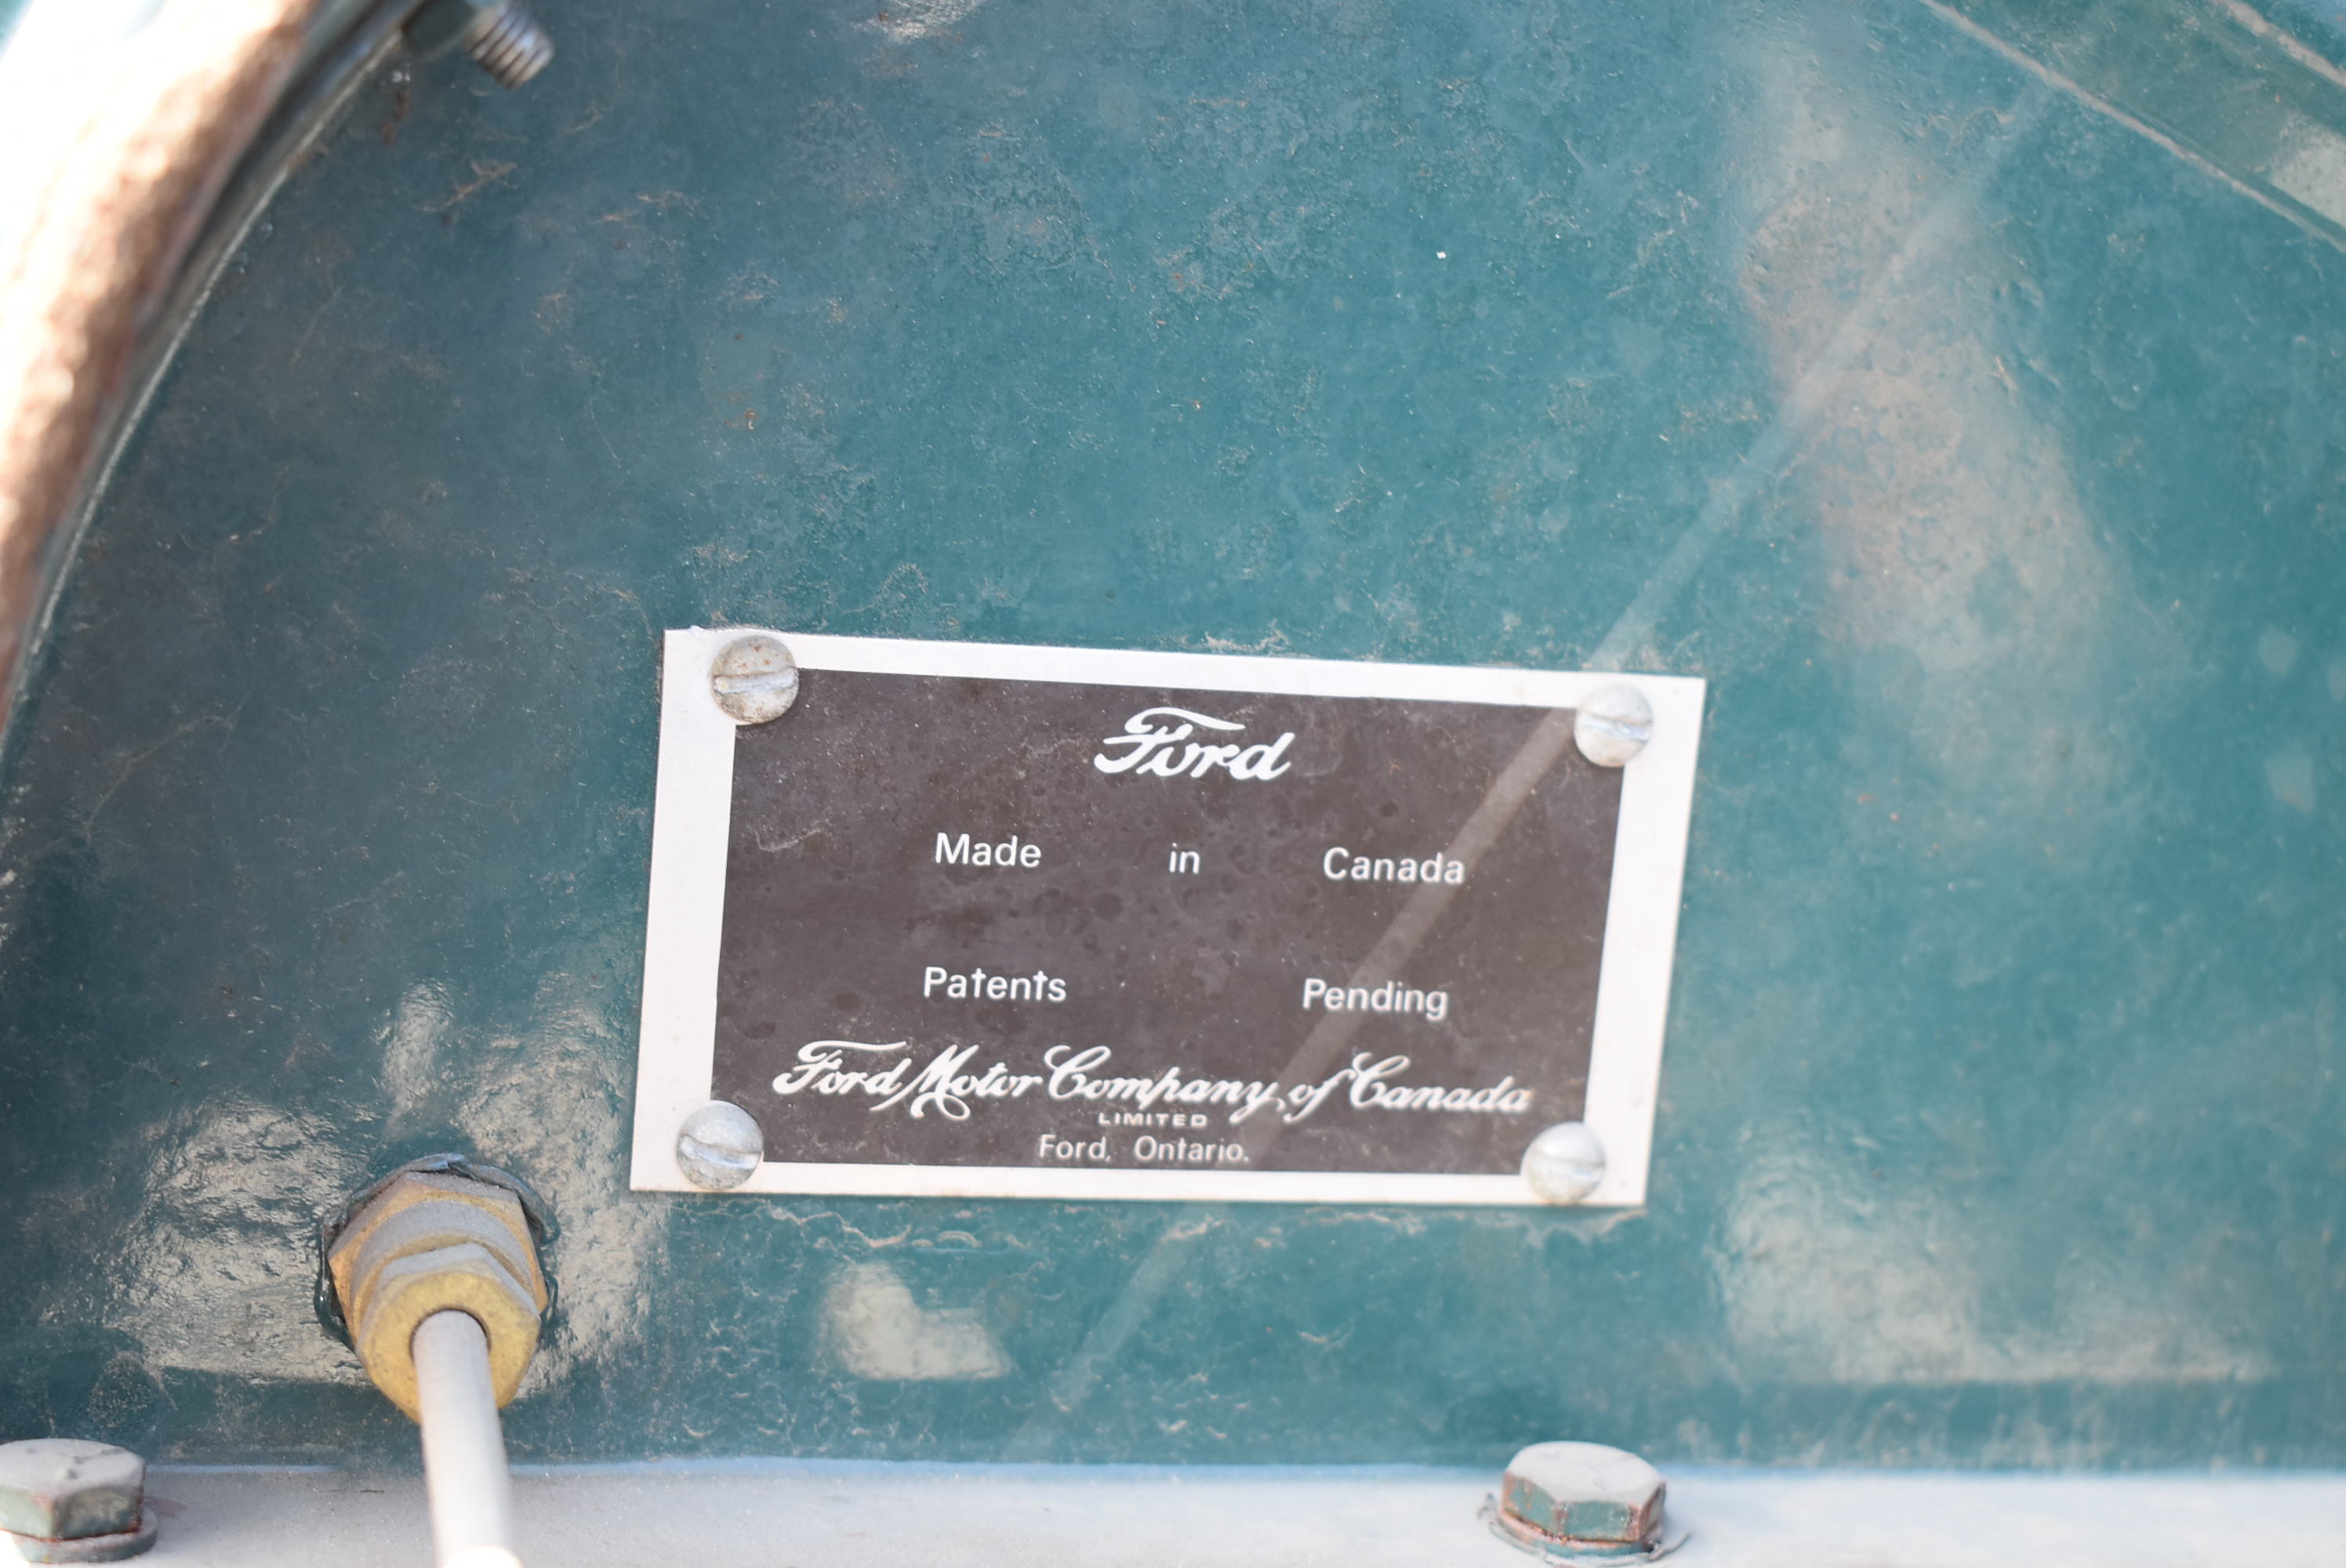 Ford
Made in Canada
Patents Pending
Ford Motor Company of Canada
LIMITED
Ford, Ontario.